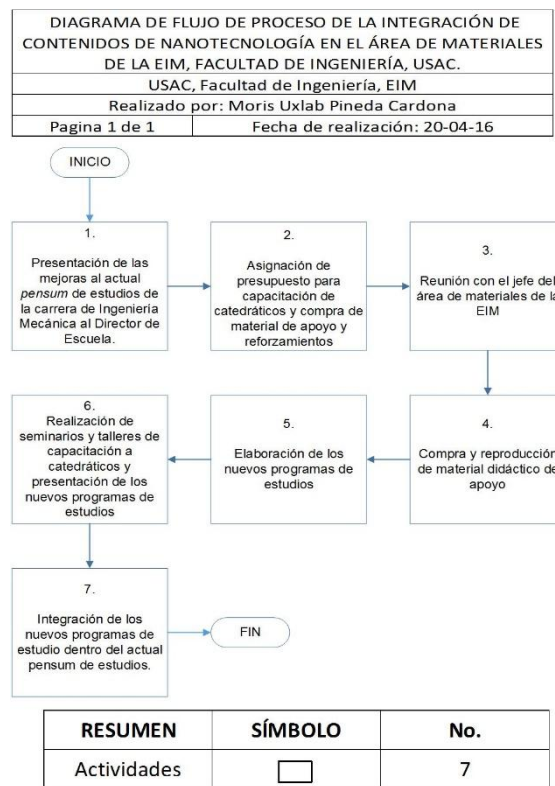 DIAGRAMA DE FLUJO DE PROCESO DE LA INTEGRACIÓN DE
CONTENIDOS DE NANOTECNOLOGÍA EN EL ÁREA DE MATERIALES
DE LA EIM, FACULTAD DE INGENIERÍA, USAC.
USAC, Facultad de Ingeniería, EIM
Realizado por: Moris Uxlab Pineda Cardona
Pagina 1 de 1
Fecha de realización: 20-04-16
INICIO
1.
Presentación de las
mejoras al actual
pensum de estudios de
la carrera de Ingeniería
Mecánica al Director de
Escuela.
2.
Asignación de
presupuesto para
capacitación de
catedráticos y compra de
material de apoyo y
reforzamientos
3.
Reunión con el jefe del
área de materiales de la
EIM
4.
Compra y reproducción
de material didáctico de
apoyo
5.
Elaboración de los
nuevos programas de
estudios
6.
Realización de
seminarios y talleres de
capacitación a
catedráticos y
presentación de los
nuevos programas de
estudios
7.
Integración de los
nuevos programas de
estudio dentro del actual
pensum de estudios.
FIN
RESUMEN SÍMBOLO No.
Actividades 7